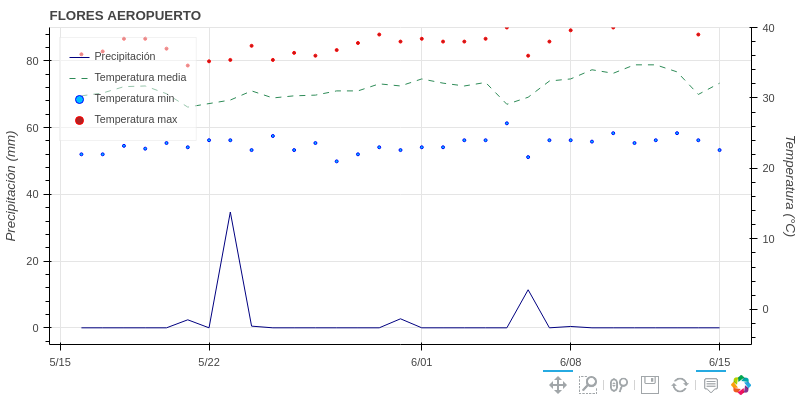 FLORES AEROPUERTO
Precipitación
Temperatura media
Temperatura min
Temperatura max
Precipitación (mm)
80
60
40
20
0
Temperatura (°C)
40
30
20
10
0
5/15 5/22 6/01 6/08 6/15